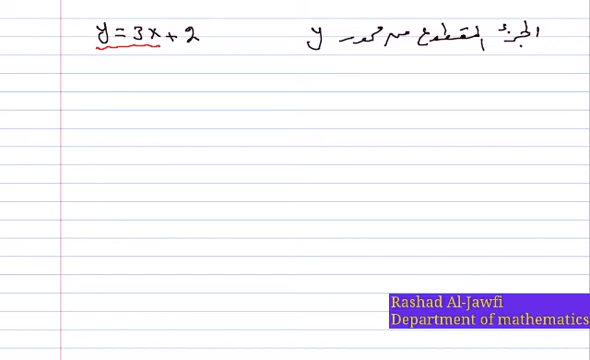 y = 3x + 2
الجزء المقطوع من محور y
Rashad Al-Jawfi
Department of mathematics